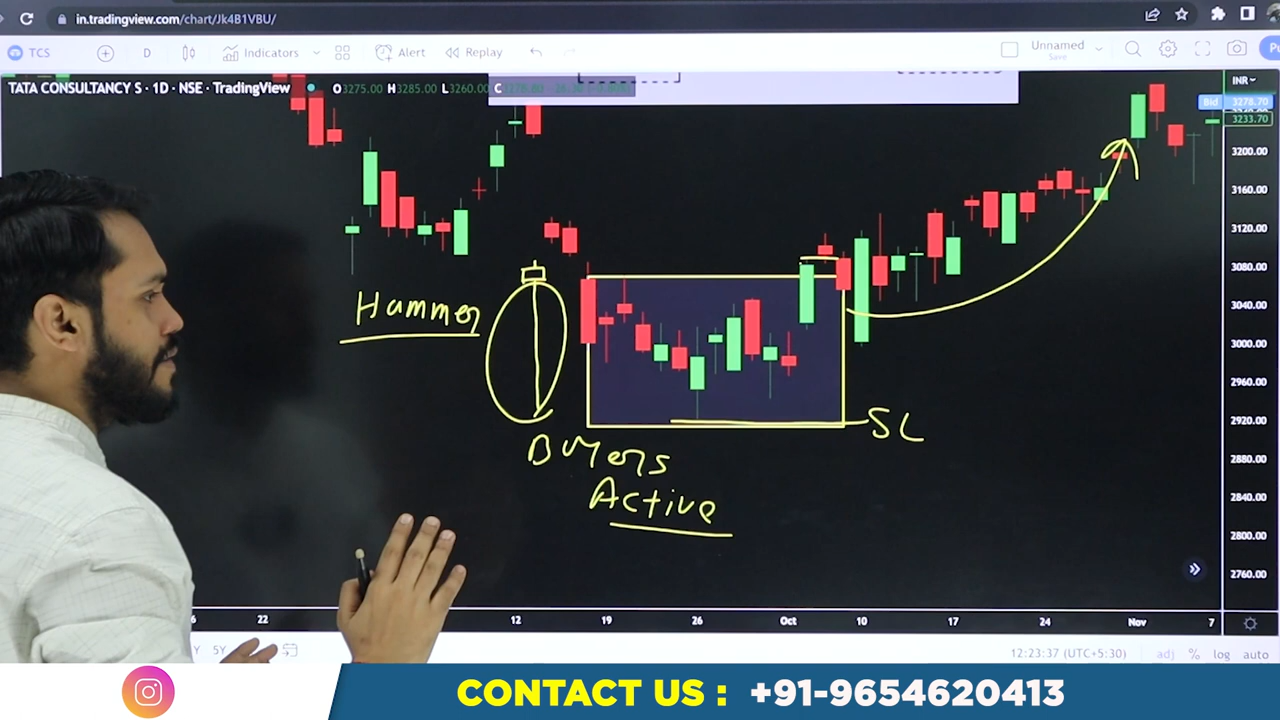 in.tradingview.com/chart/Jk4B1VBU/
TCS
D
Indicators
Alert
Replay
Unnamed
Save
TATA CONSULTANCY S · 1D · NSE · TradingView
O3275.00 H3285.00 L3260.00
INR
Bid 3278.70
3233.70
3200.00
3160.00
3120.00
3080.00
3040.00
3000.00
2960.00
2920.00
2880.00
2840.00
2800.00
2760.00
Hammer
SL
Buyers
Active
22
12
19
26
Oct
10
17
24
Nov
7
5Y
12:23:37 (UTC+5:30)
adj % log auto
CONTACT US : +91-9654620413